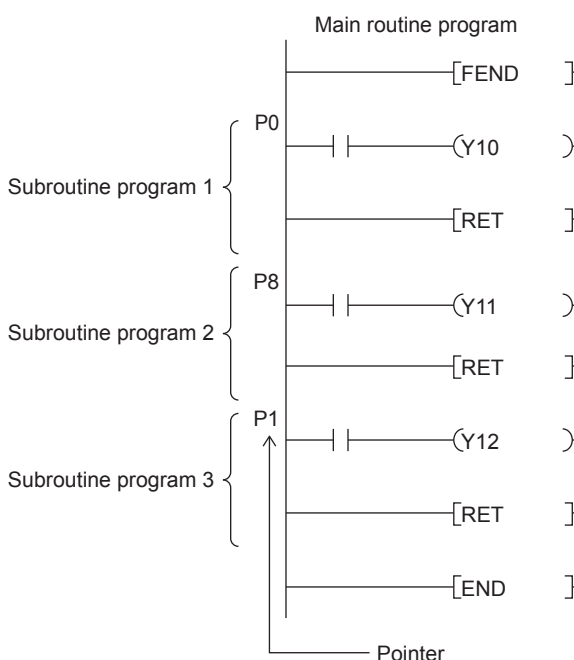 Main routine program
[FEND ]
P0
Y10
Subroutine program 1
[RET ]
P8
Y11
Subroutine program 2
[RET ]
P1
Y12
Subroutine program 3
[RET ]
[END ]
Pointer